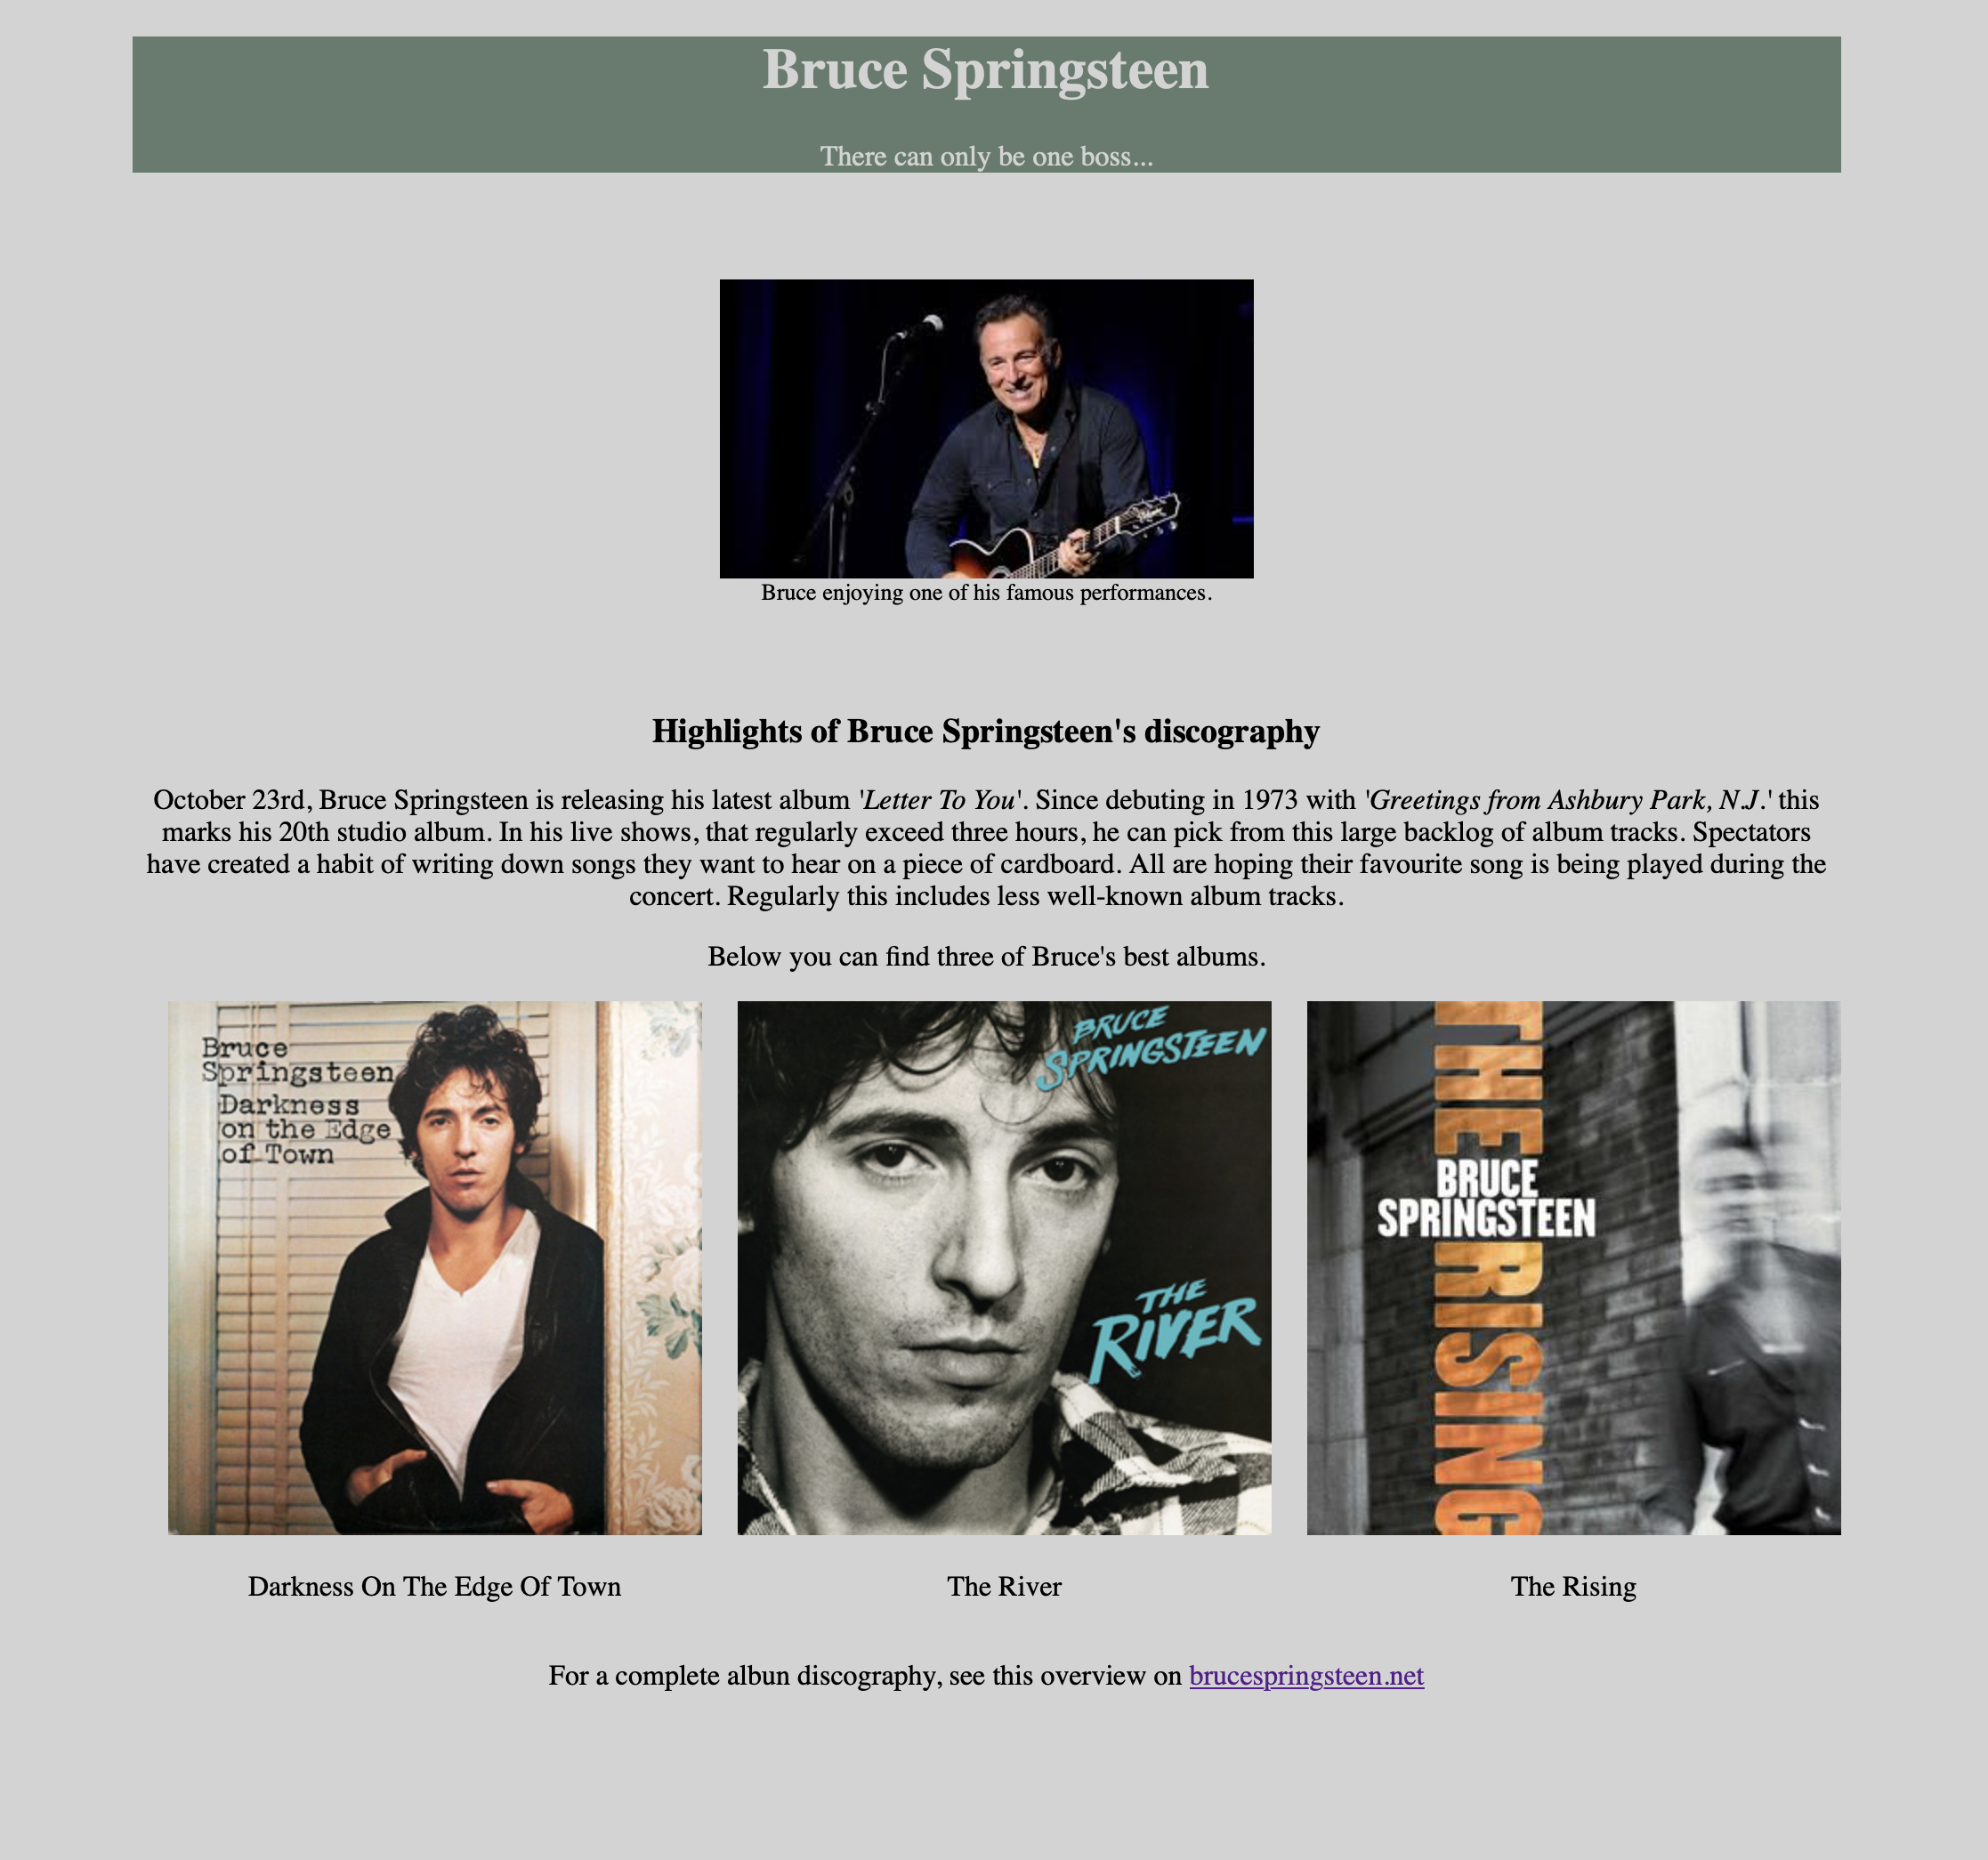 Bruce Springsteen
There can only be one boss...
Bruce enjoying one of his famous performances.
Highlights of Bruce Springsteen's discography
October 23rd, Bruce Springsteen is releasing his latest album 'Letter To You'. Since debuting in 1973 with 'Greetings from Ashbury Park, N.J.' this
marks his 20th studio album. In his live shows, that regularly exceed three hours, he can pick from this large backlog of album tracks. Spectators
have created a habit of writing down songs they want to hear on a piece of cardboard. All are hoping their favourite song is being played during the
concert. Regularly this includes less well-known album tracks.
Below you can find three of Bruce's best albums.
Bruce
Springsteen
Darkness
on the Edge
of Town
BRUCE
SPRINGSTEEN
THE
RIVER
THE
BRUCE
SPRINGSTEEN
RISING
Darkness On The Edge Of Town
The River
The Rising
For a complete albun discography, see this overview on brucespringsteen.net